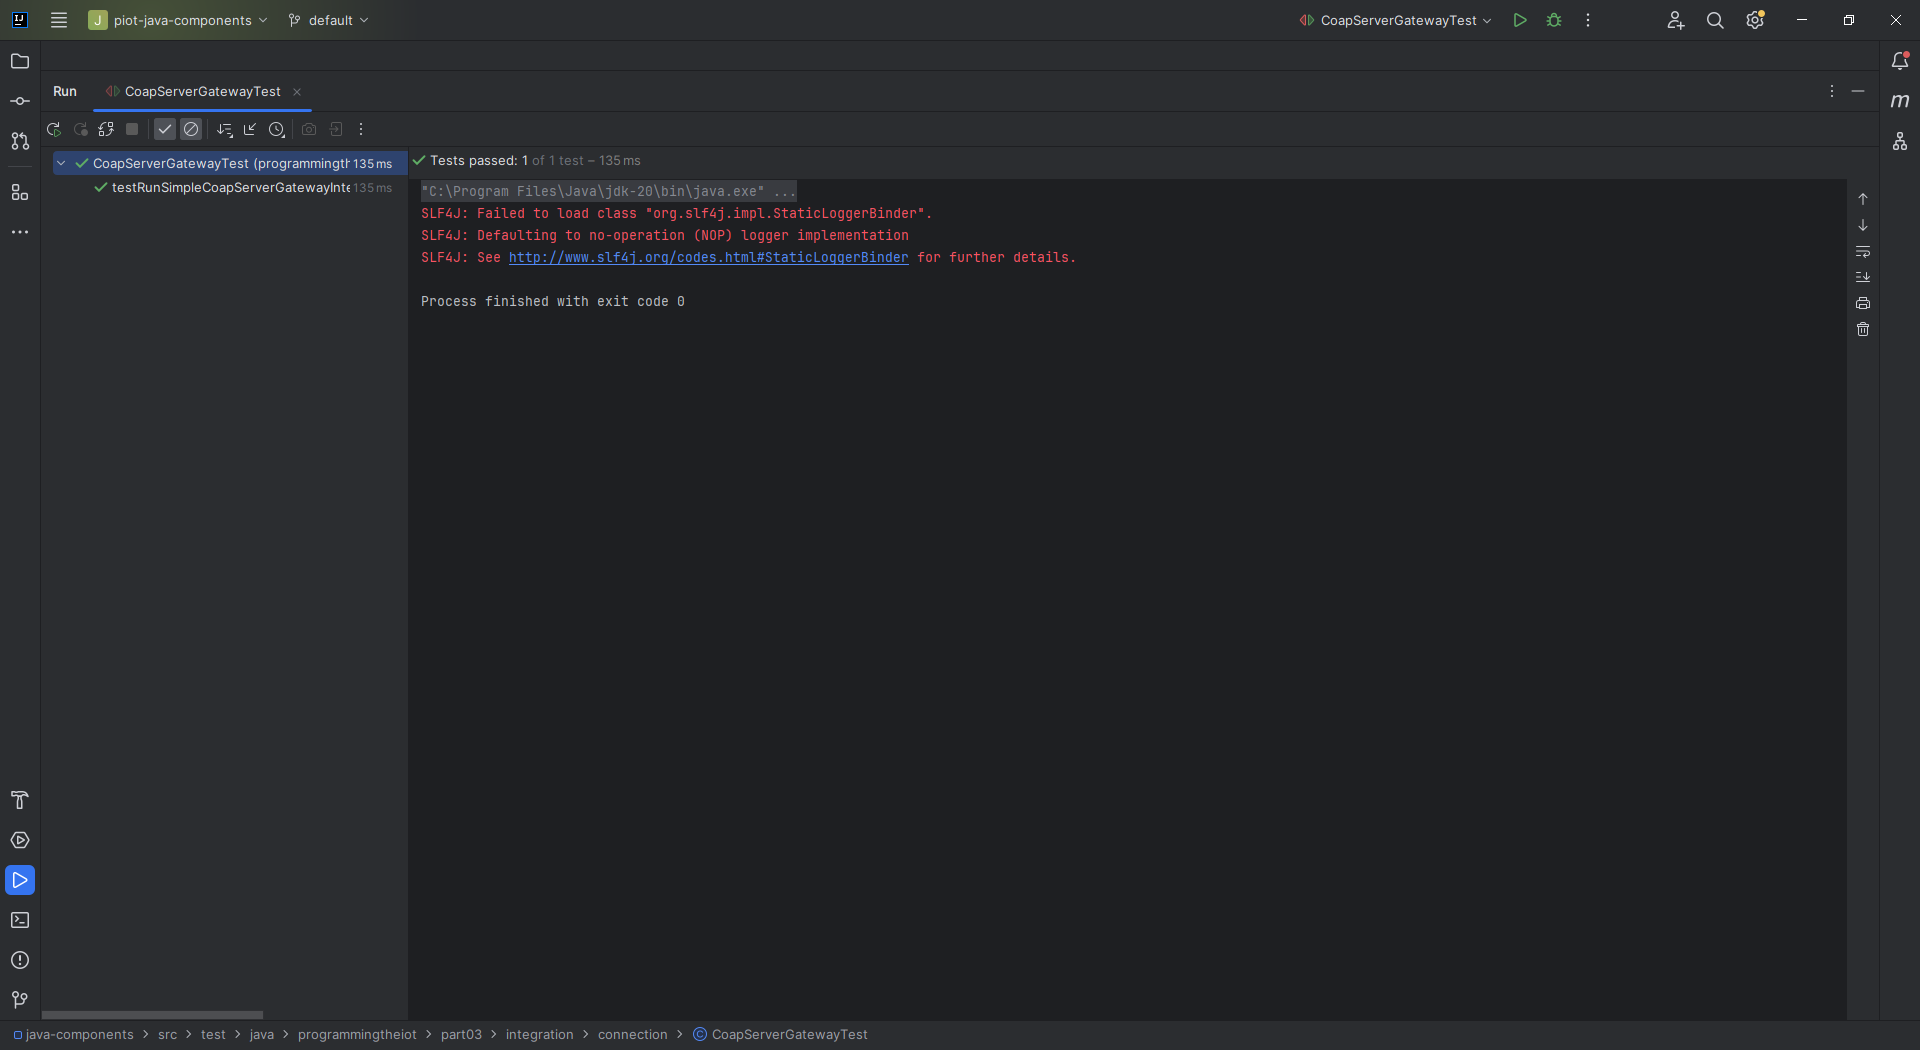 J piot-java-components default CoapServerGatewayTest
Run CoapServerGatewayTest
CoapServerGatewayTest (programmingth 135 ms
testRunSimpleCoapServerGatewayInte 135 ms
Tests passed: 1 of 1 test – 135 ms
"C:\Program Files\Java\jdk-20\bin\java.exe" ...
SLF4J: Failed to load class "org.slf4j.impl.StaticLoggerBinder".
SLF4J: Defaulting to no-operation (NOP) logger implementation
SLF4J: See http://www.slf4j.org/codes.html#StaticLoggerBinder for further details.
Process finished with exit code 0
java-components > src > test > java > programmingtheiot > part03 > integration > connection > CoapServerGatewayTest